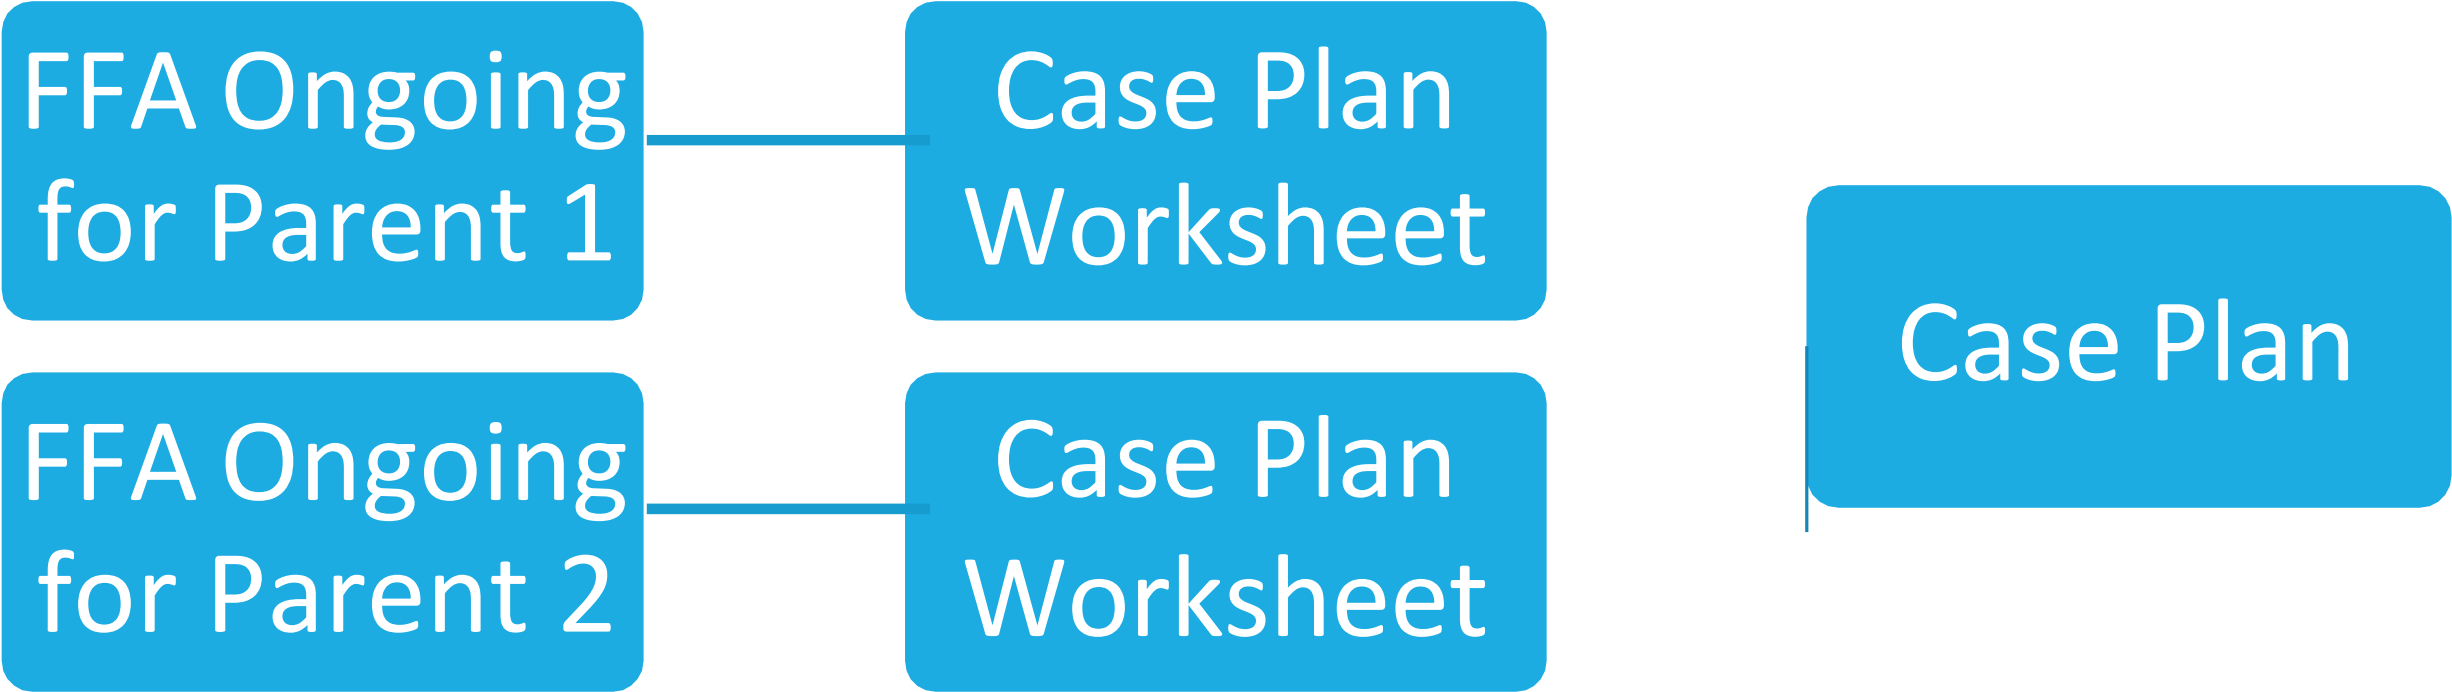 FFA Ongoing
for Parent 1
Case Plan
Worksheet
FFA Ongoing
for Parent 2
Case Plan
Worksheet
Case Plan